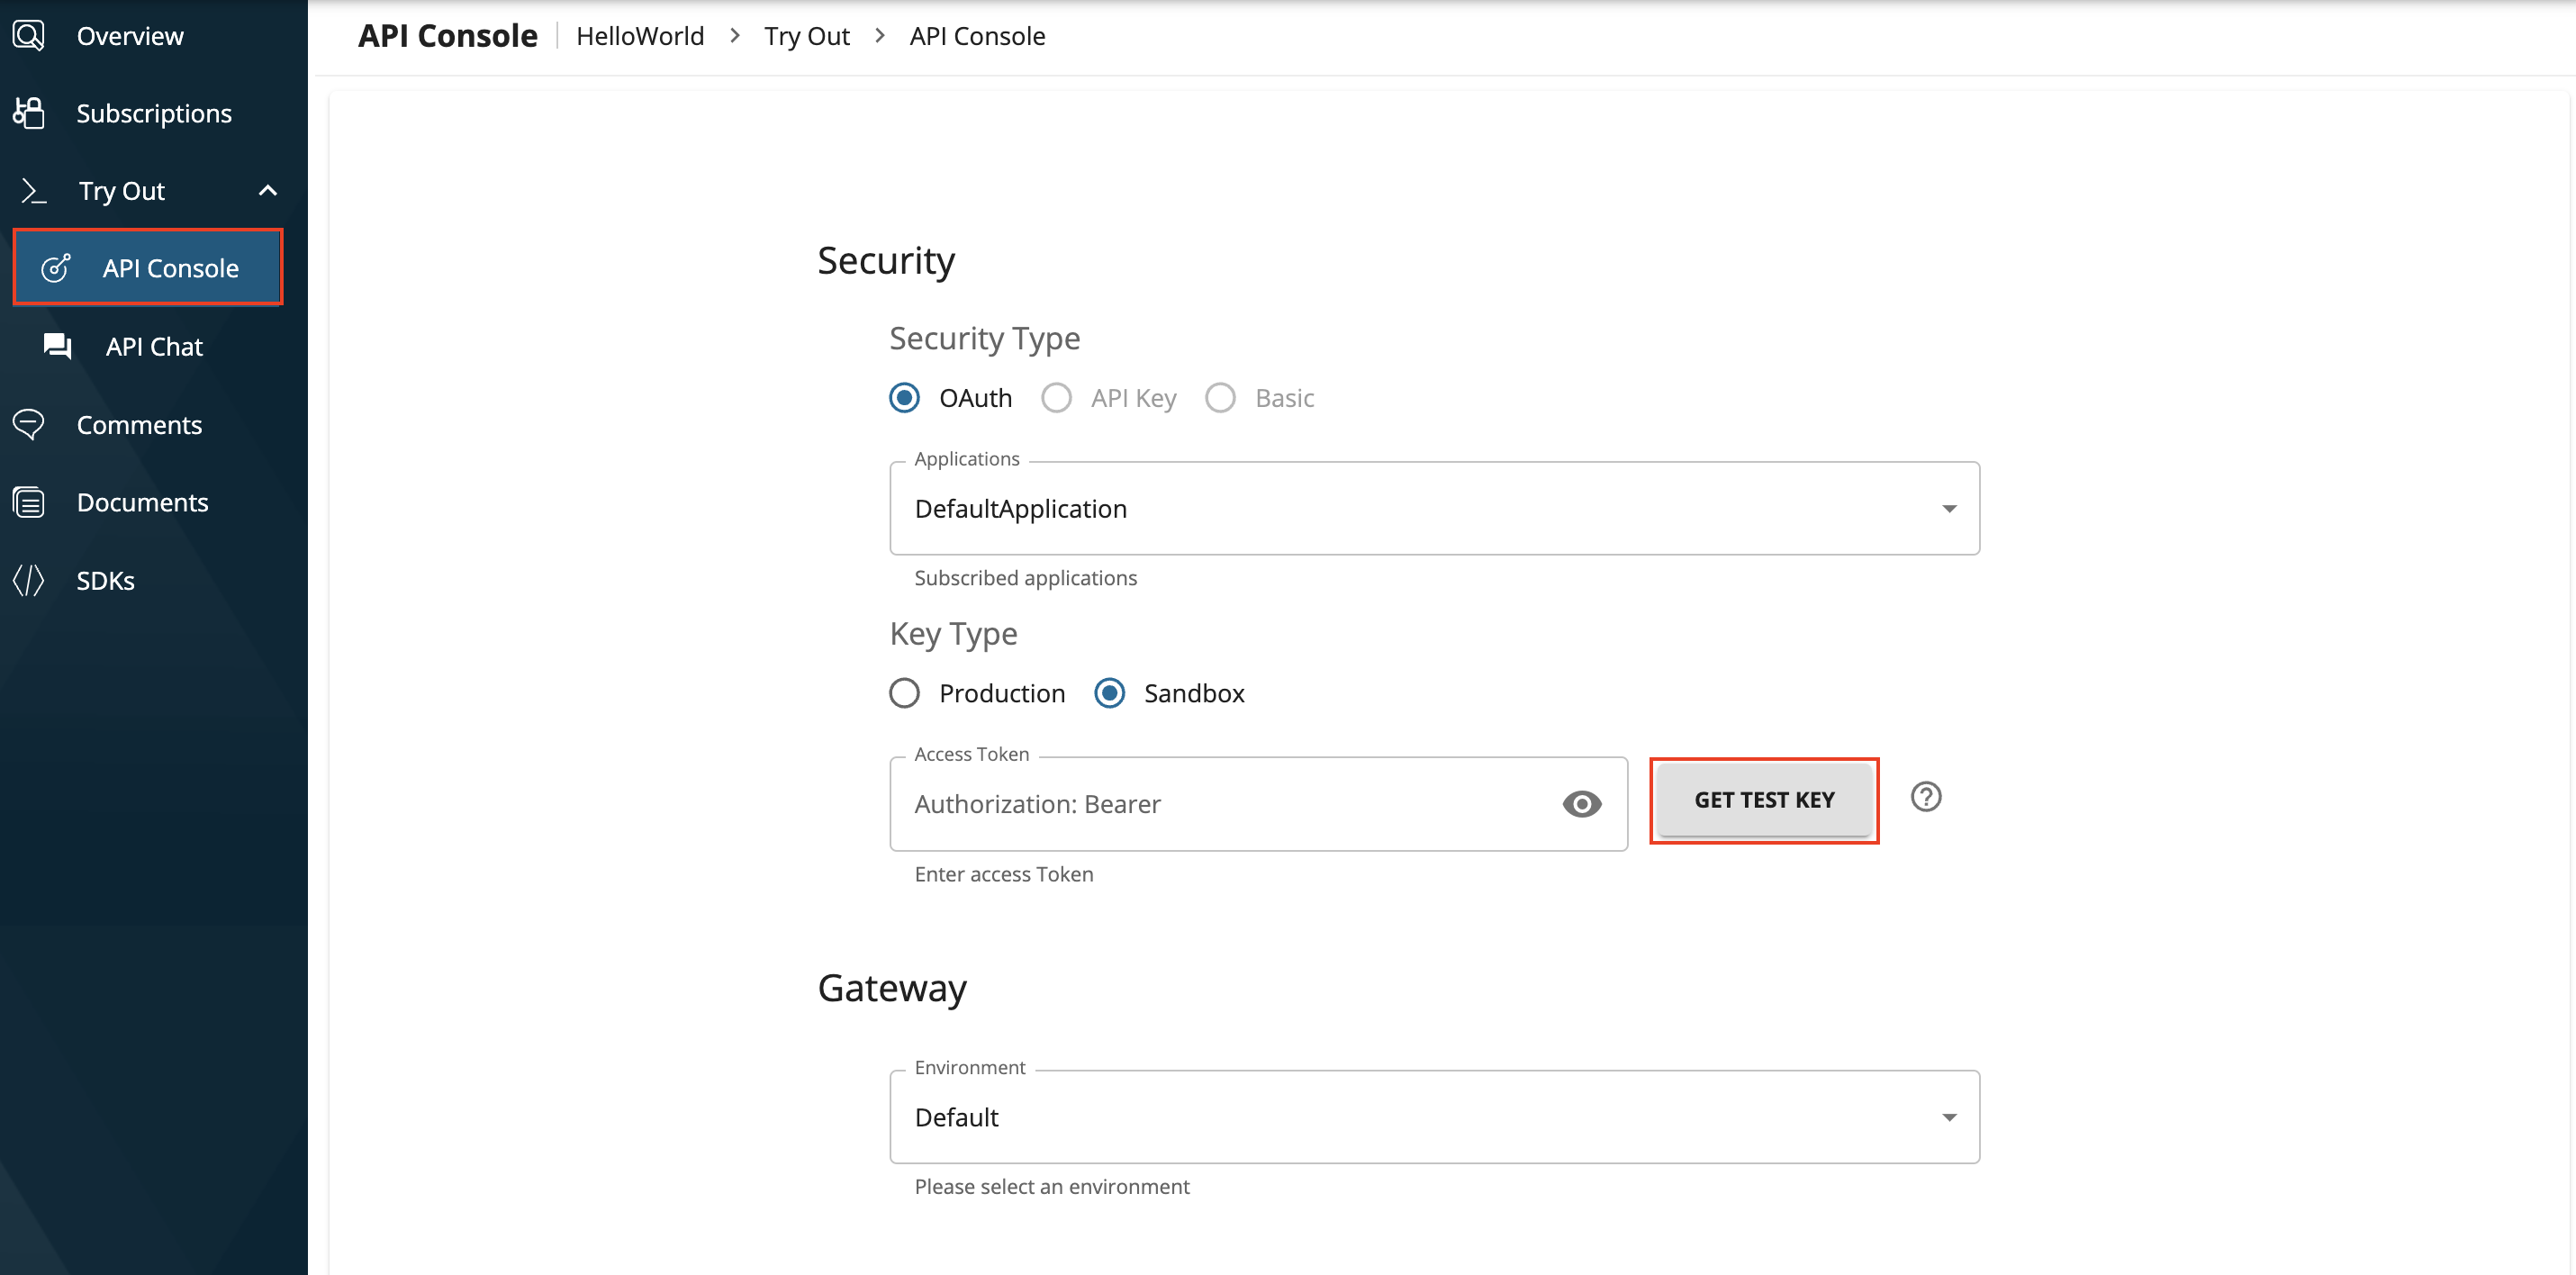 Overview
Subscriptions
Try Out
API Console
API Chat
Comments
Documents
SDKs
API Console
HelloWorld > Try Out > API Console
Security
Security Type
OAuth
API Key
Basic
Applications
DefaultApplication
Subscribed applications
Key Type
Production
Sandbox
Access Token
Authorization: Bearer
GET TEST KEY
Enter access Token
Gateway
Environment
Default
Please select an environment